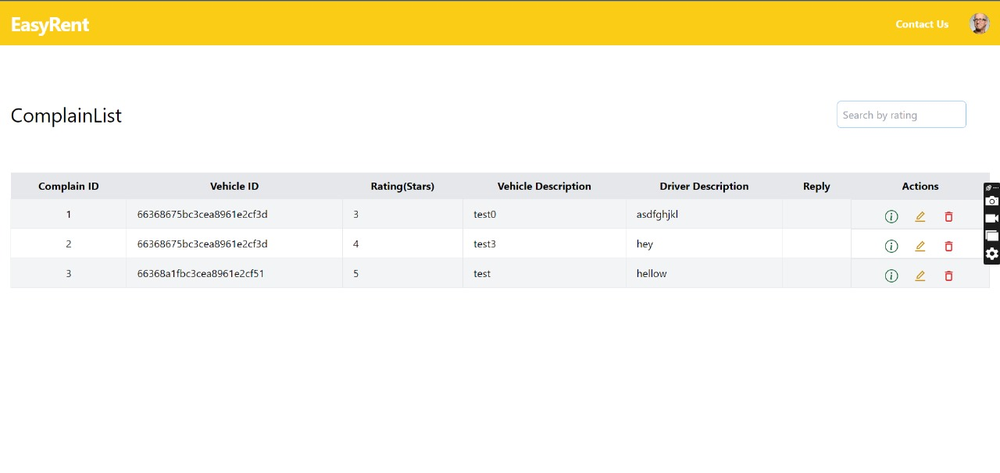 EasyRent
Contact Us
ComplainList
Search by rating
Complain ID Vehicle ID Rating(Stars) Vehicle Description Driver Description Reply Actions
1 66368675bc3cea8961e2cf3d 3 test0 asdfghjkl
2 66368675bc3cea8961e2cf3d 4 test3 hey
3 66368a1fbc3cea8961e2cf51 5 test hellow